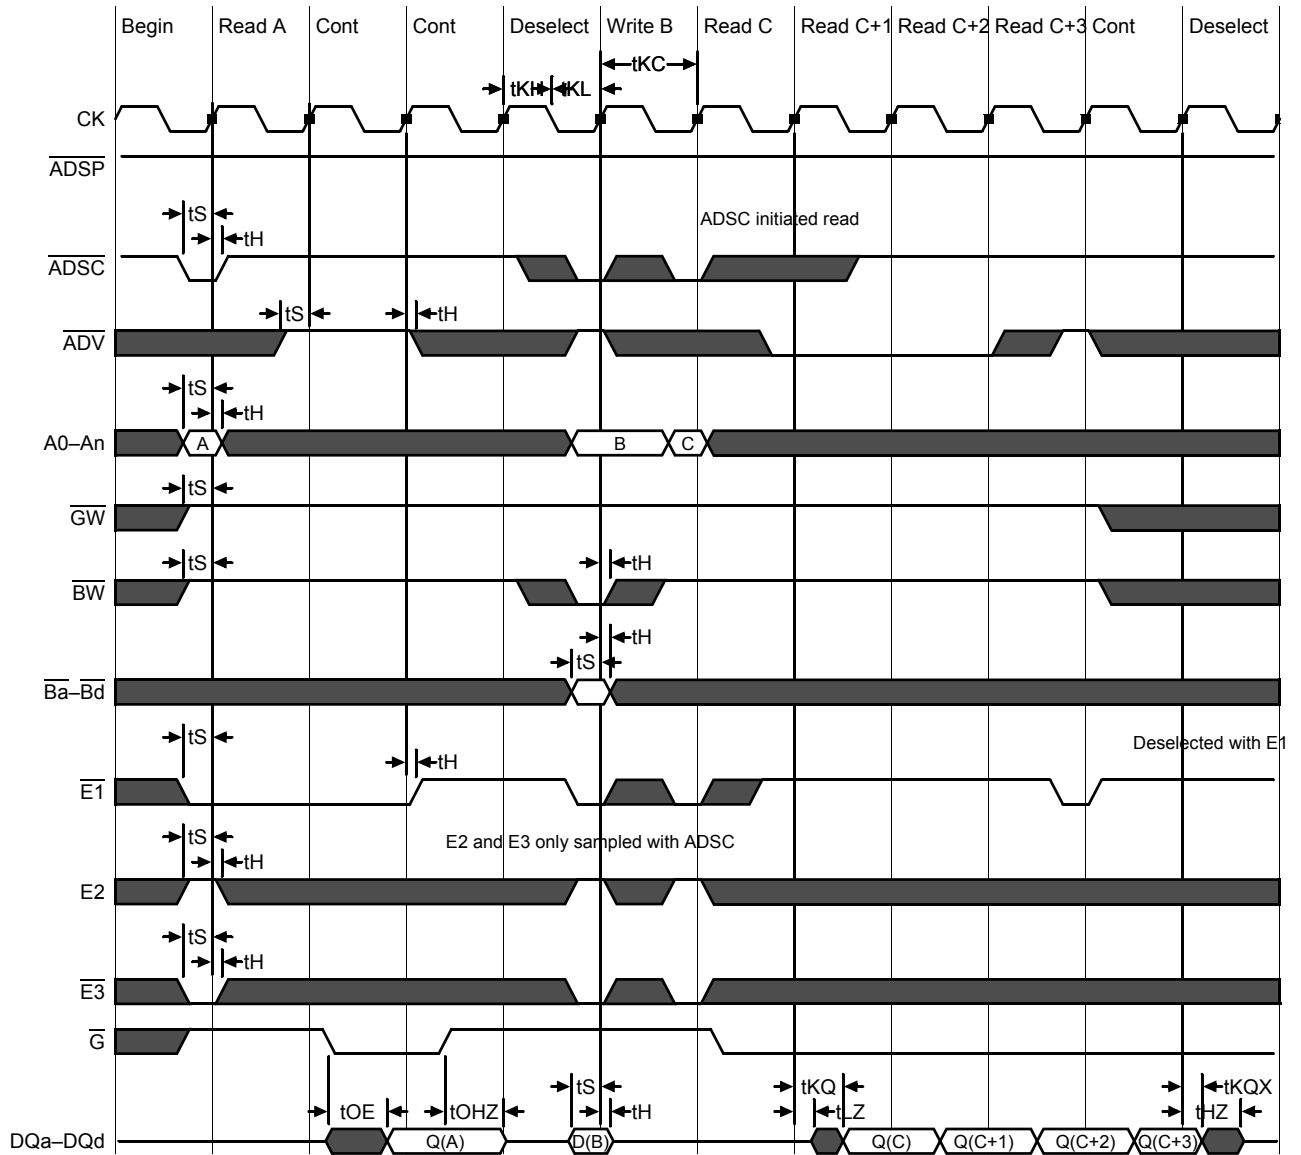 Begin Read A Cont Cont Deselect Write B Read C Read C+1 Read C+2 Read C+3 Cont Deselect
tKC
tKH tKL
CK
ADSP
tS
ADSC initiated read
tH
ADSC
tS tH
ADV
tS
tH
A0–An A B C
tS
GW
tS tH
BW
tH
tS
Ba–Bd
tS
Deselected with E1
tH
E1
tS
E2 and E3 only sampled with ADSC
tH
E2
tS
tH
E3
G
tS tKQ tKQX
tOE tOHZ tH tLZ tHZ
DQa–DQd Q(A) D(B) Q(C) Q(C+1) Q(C+2) Q(C+3)